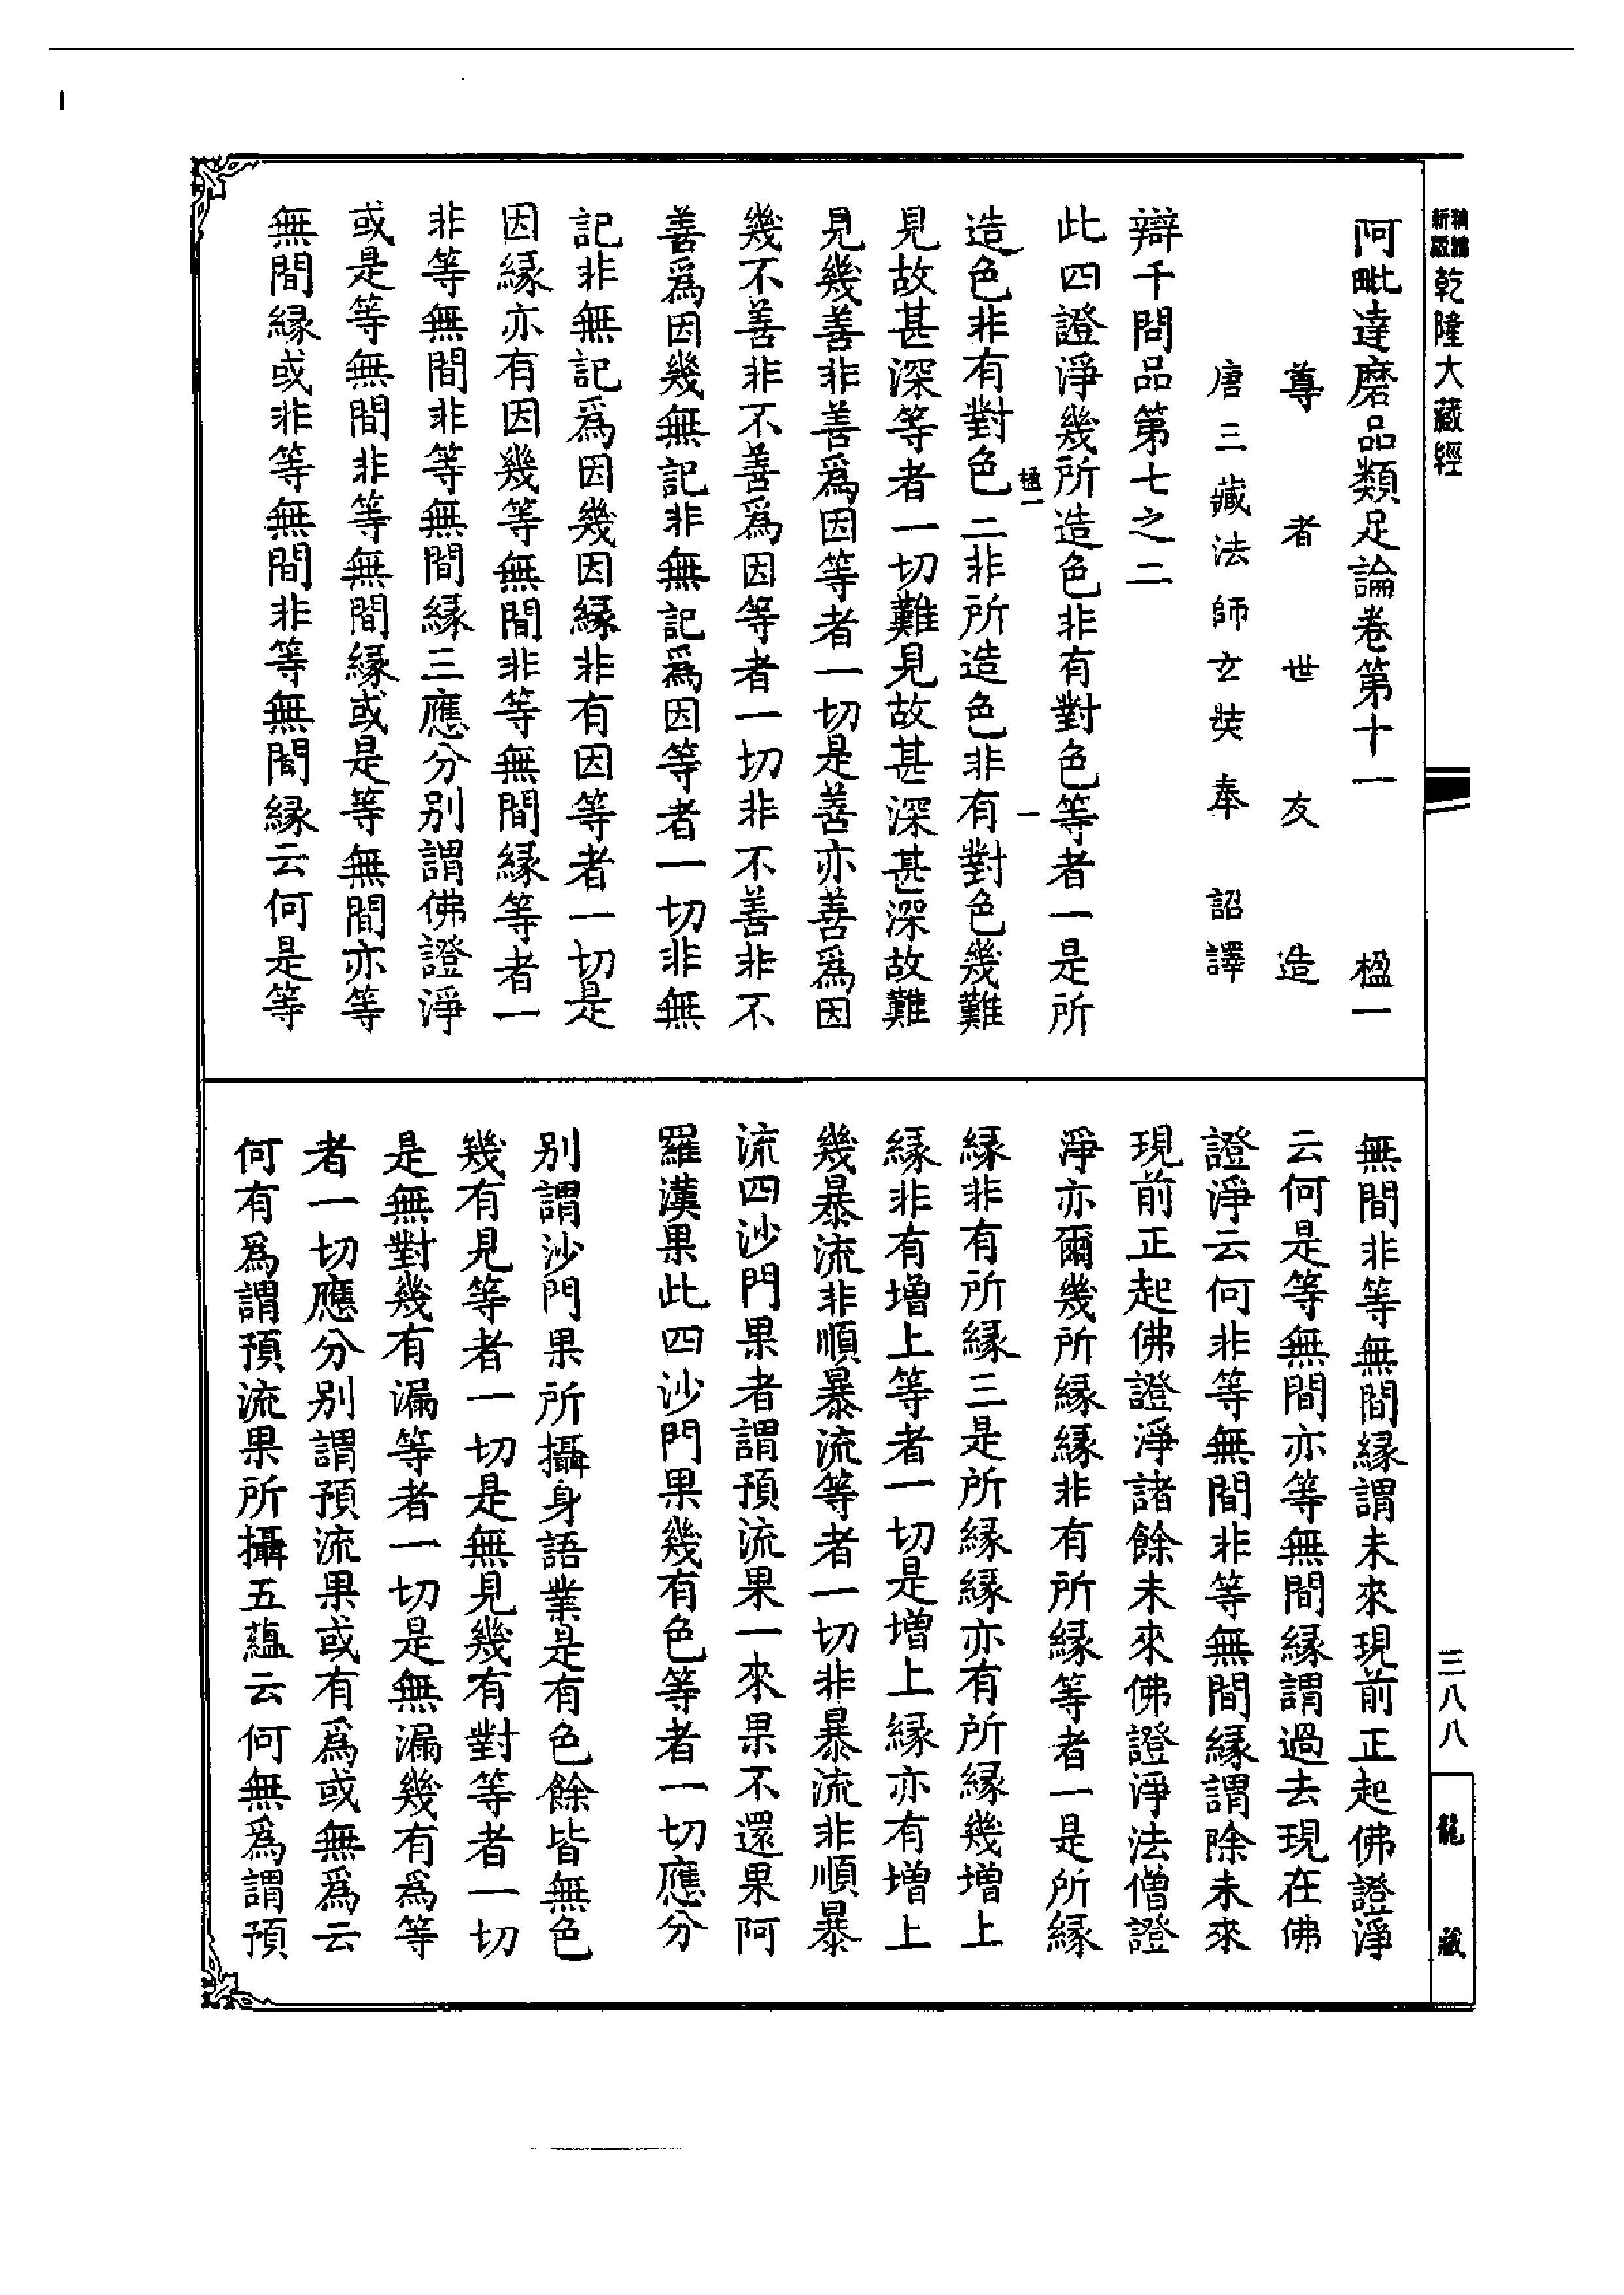 新編縮版乾隆大藏經
三八八
龍藏
阿毗達磨品類足論卷第十一 楹一
尊者世友造
唐三藏法師玄奘奉詔譯
辯千問品第七之二
此四證淨幾所造色非有對色等者一是所
楹一 一
造色非有對色二非所造色非有對色幾難
見故甚深等者一切難見故甚深甚深故難
見幾善非善爲因等者一切是善亦善爲因
幾不善非不善爲因等者一切非不善非不
善爲因幾無記非無記爲因等者一切非無
記非無記爲因幾因緣非有因等者一切是
因緣亦有因幾等無間非等無間緣等者一
非等無間非等無間緣三應分別謂佛證淨
或是等無間非等無間緣或是等無間亦等
無間緣或非等無間非等無間緣云何是等
無間非等無間緣謂未來現前正起佛證淨
云何是等無間亦等無間緣謂過去現在佛
證淨云何非等無間非等無間緣謂除未來
現前正起佛證淨諸餘未來佛證淨法僧證
淨亦爾幾所緣緣非有所緣等者一是所緣
緣非有所緣三是所緣緣亦有所緣幾增上
緣非有增上等者一切是增上緣亦有增上
幾暴流非順暴流等者一切非暴流非順暴
流四沙門果者謂預流果一來果不還果阿
羅漢果此四沙門果幾有色等者一切應分
別謂沙門果所攝身語業是有色餘皆無色
幾有見等者一切是無見幾有對等者一切
是無對幾有漏等者一切是無漏幾有爲等
者一切應分別謂預流果或有爲或無爲云
何有爲謂預流果所攝五蘊云何無爲謂預